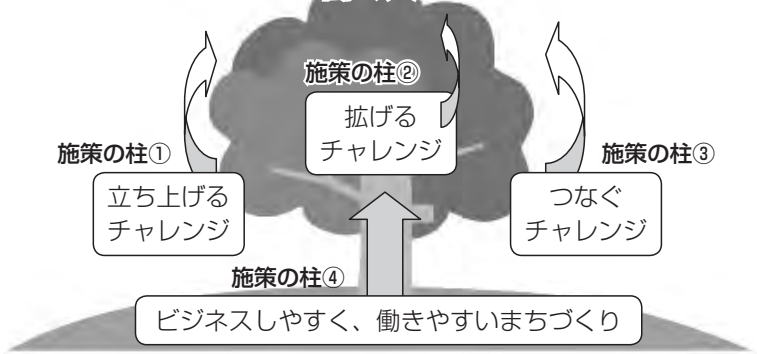 施策の柱②
拡げる
チャレンジ
施策の柱①
立ち上げる
チャレンジ
施策の柱③
つなぐ
チャレンジ
施策の柱④
ビジネスしやすく、働きやすいまちづくり